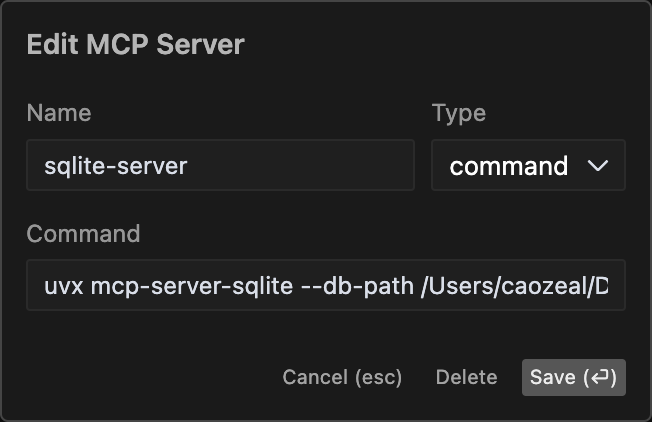 Edit MCP Server
Name Type
sqlite-server command
Command
uvx mcp-server-sqlite --db-path /Users/caozeal/D
Cancel (esc) Delete Save (⏎)